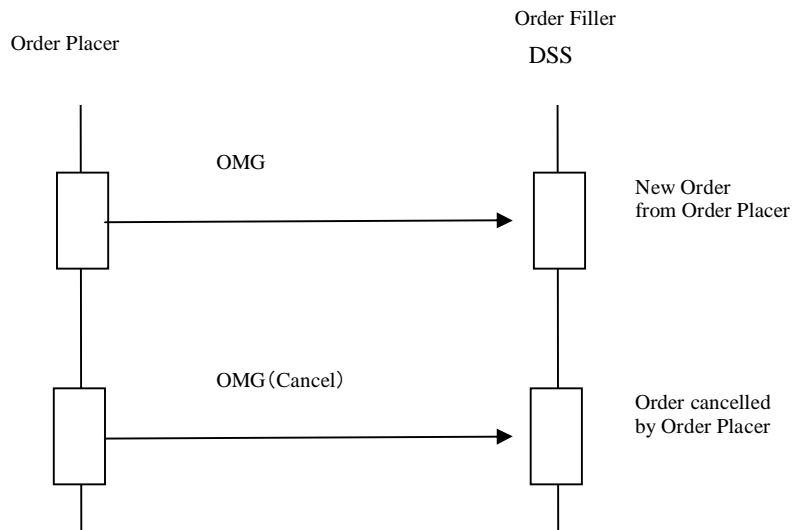 Order Filler
Order Placer
DSS
OMG
New Order
from Order Placer
OMG（Cancel）
Order cancelled
by Order Placer